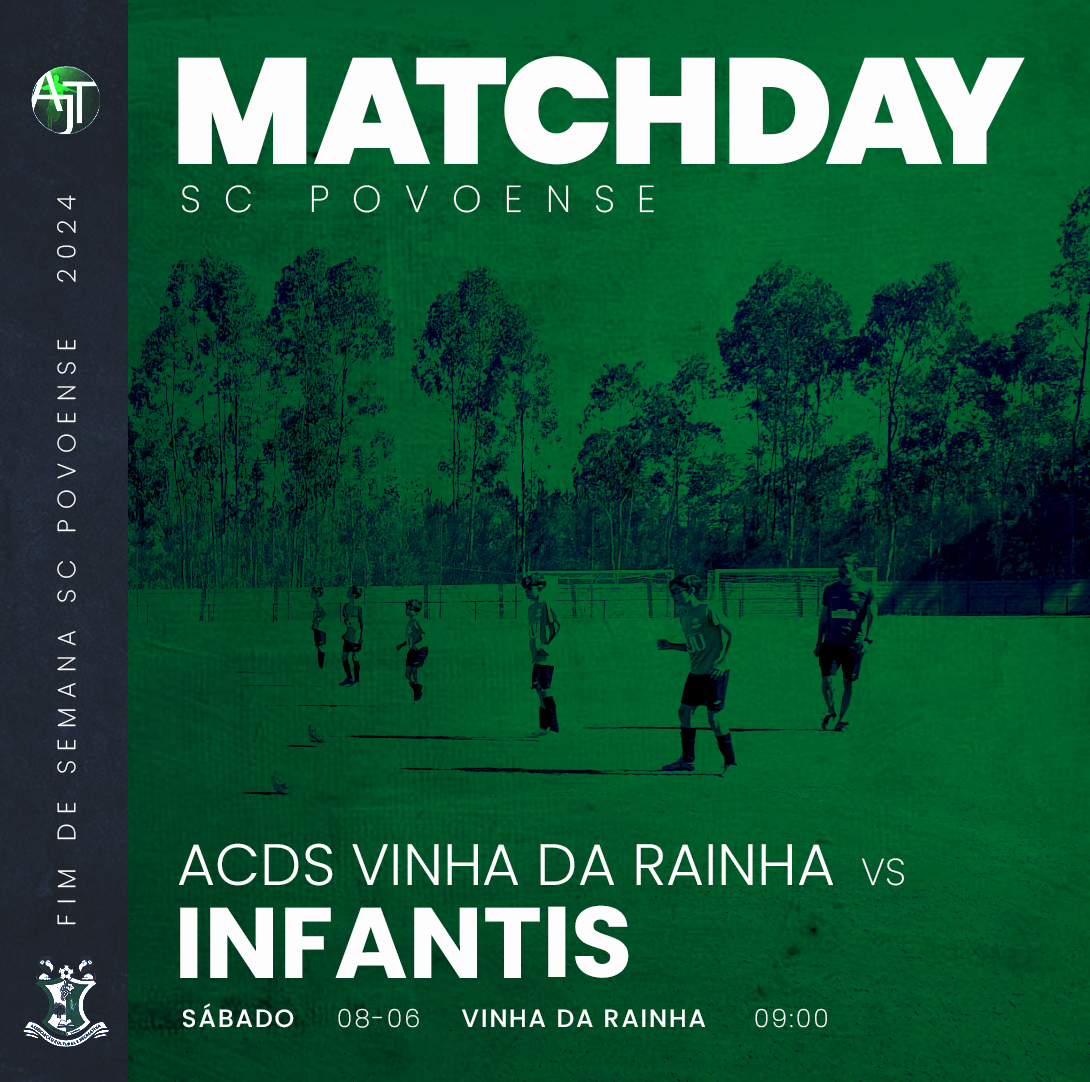 AJT
MATCHDAY
SC POVOENSE
FIM DE SEMANA SC POVOENSE 2024
ACDS VINHA DA RAINHA VS
INFANTIS
SÁBADO 08-06 VINHA DA RAINHA 09:00